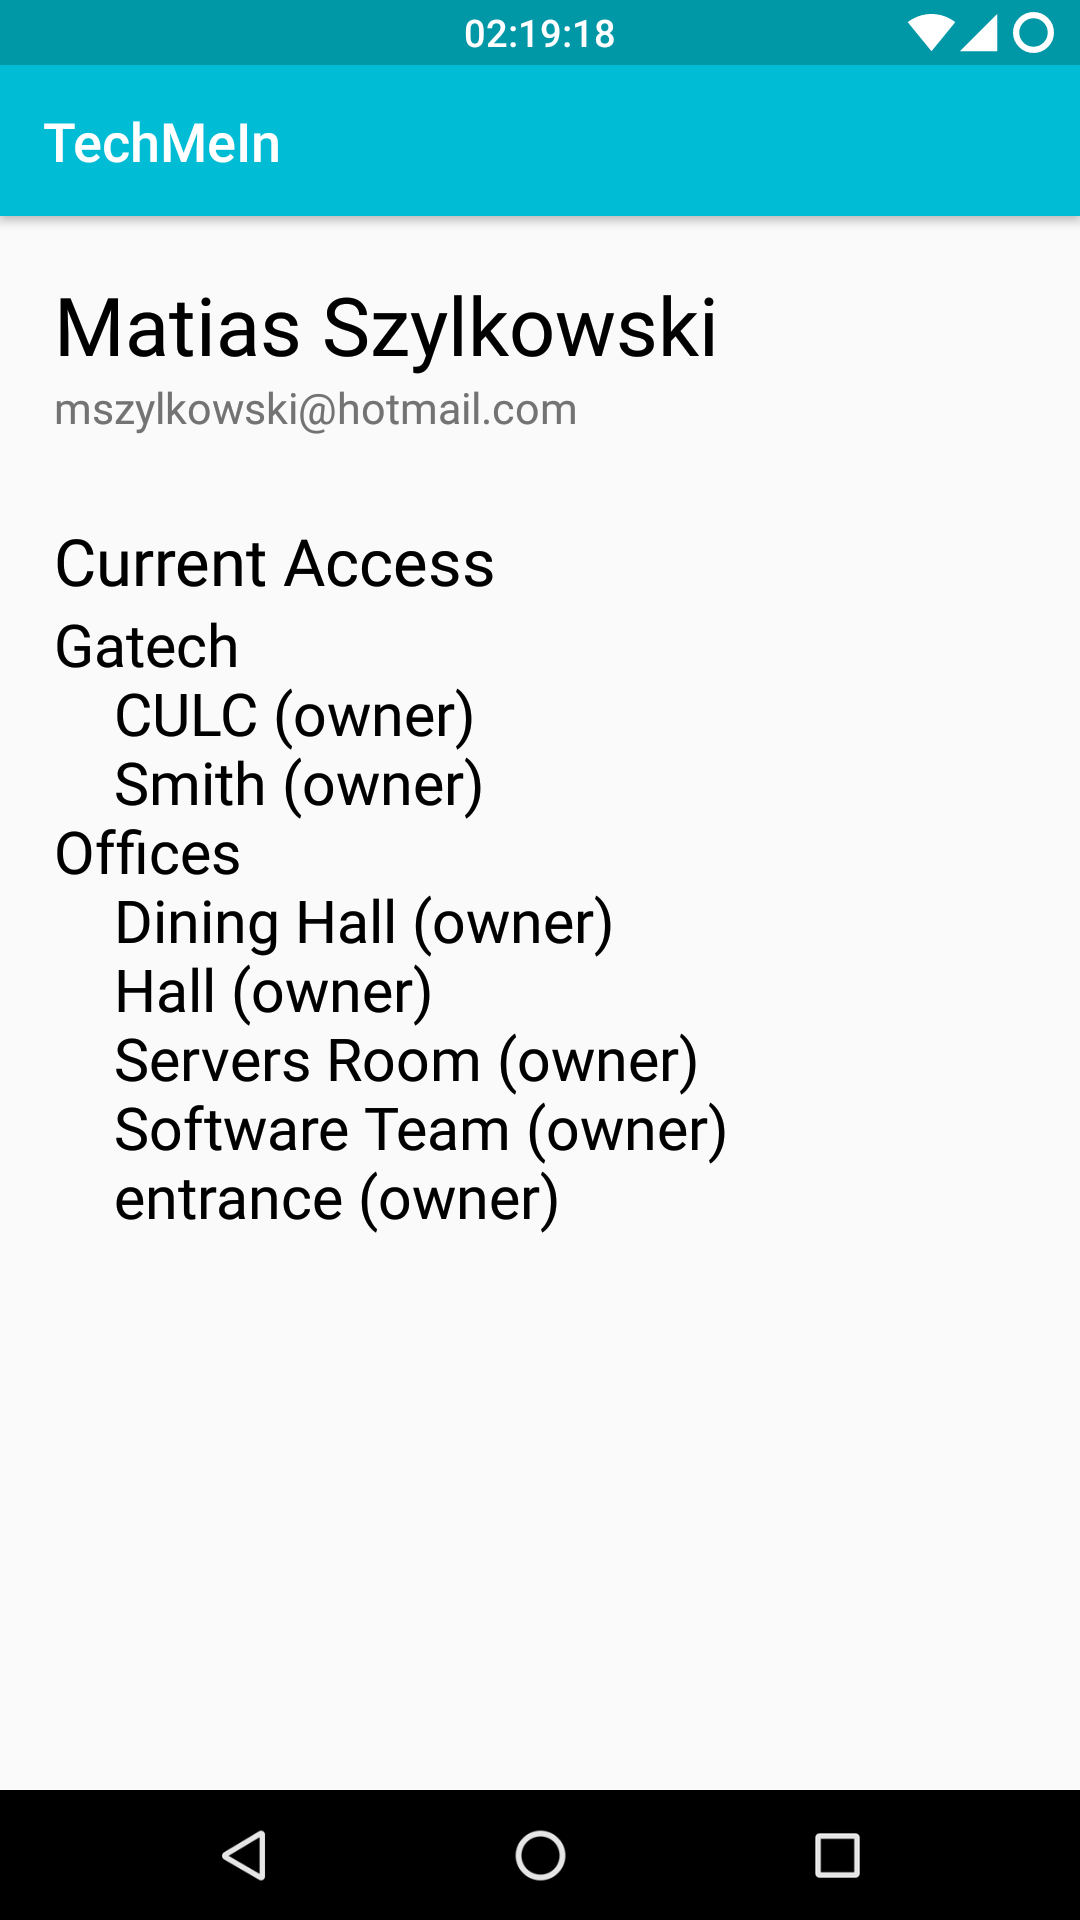 02:19:18
TechMeIn
Matias Szylkowski
mszylkowski@hotmail.com
Current Access
Gatech
CULC (owner)
Smith (owner)
Offices
Dining Hall (owner)
Hall (owner)
Servers Room (owner)
Software Team (owner)
entrance (owner)